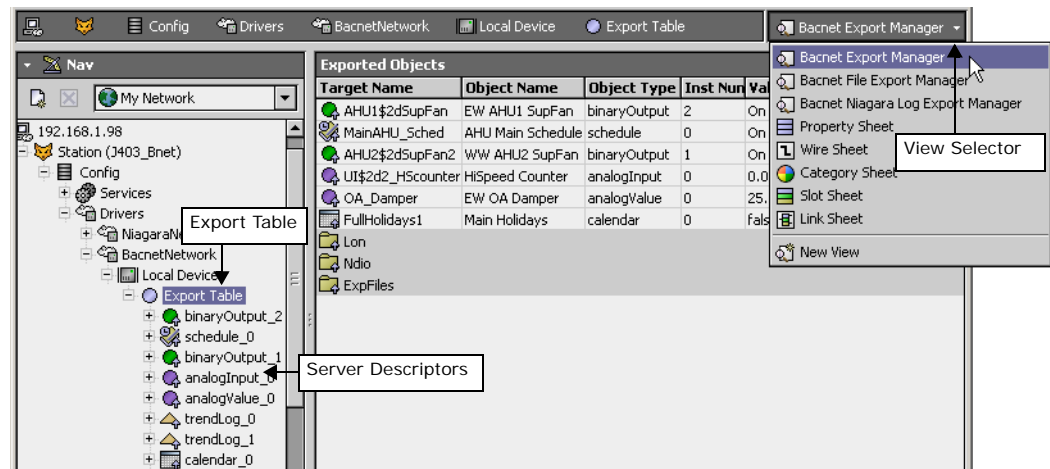 Config Drivers BacnetNetwork Local Device Export Table Bacnet Export Manager
Nav
My Network
192.168.1.98
Station (J403_Bnet)
Config
Services
Drivers
NiagaraNe
BacnetNetwork
Local Device
Export Table
binaryOutput_2
schedule_0
binaryOutput_1
analogInput_0
analogValue_0
trendLog_0
trendLog_1
calendar_0
Export Table
Server Descriptors
Exported Objects
Target Name Object Name Object Type Inst Num Val
AHU1$2dSupFan EW AHU1 SupFan binaryOutput 2 On
MainAHU_Sched AHU Main Schedule schedule 0 On
AHU2$2dSupFan2 WW AHU2 SupFan binaryOutput 1 On
UI$2d2_HScounter HiSpeed Counter analogInput 0 0.0
OA_Damper EW OA Damper analogValue 0 25.
FullHolidays1 Main Holidays calendar 0 fals
Lon
Ndio
ExpFiles
Bacnet Export Manager
Bacnet File Export Manager
Bacnet Niagara Log Export Manager
Property Sheet
Wire Sheet
Category Sheet
Slot Sheet
Link Sheet
New View
View Selector